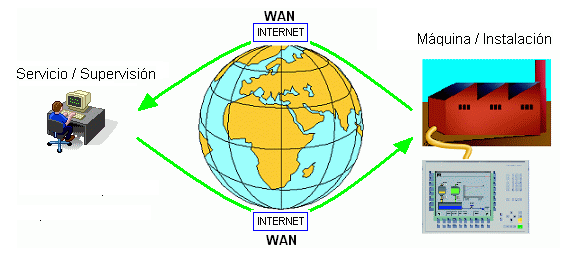 WAN
INTERNET
Máquina / Instalación
Servicio / Supervisión
INTERNET
WAN